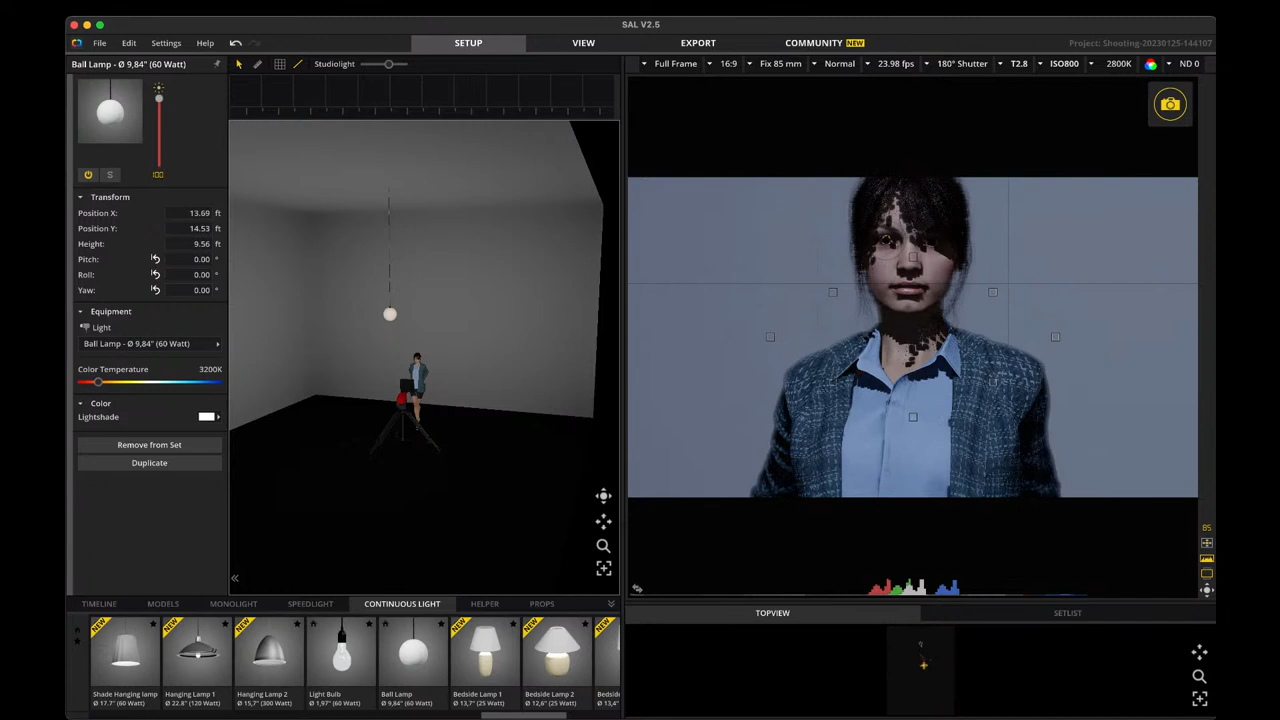 SAL V2.5
File Edit Settings Help
SETUP VIEW EXPORT COMMUNITY NEW
Project: Shooting-20230125-144107
Ball Lamp - Ø 9,84" (60 Watt)
Studiolight
Full Frame 16:9 Fix 85 mm Normal 23.98 fps 180° Shutter T2.8 ISO800 2800K ND 0
S
100
Transform
Position X: 13.69 ft
Position Y: 14.53 ft
Height: 9.56 ft
Pitch: 0.00 °
Roll: 0.00 °
Yaw: 0.00 °
Equipment
Light
Ball Lamp - Ø 9,84" (60 Watt)
Color Temperature 3200K
Color
Lightshade
Remove from Set
Duplicate
TIMELINE MODELS MONOLIGHT SPEEDLIGHT CONTINUOUS LIGHT HELPER PROPS
TOPVIEW SETLIST
NEW NEW NEW NEW NEW
Shade Hanging lamp Hanging Lamp 1 Hanging Lamp 2 Light Bulb Ball Lamp Bedside Lamp 1 Bedside Lamp 2 Bedsid
Ø 17.7" (60 Watt) Ø 22.8" (120 Watt) Ø 15,7" (300 Watt) Ø 1,97" (60 Watt) Ø 9,84" (60 Watt) Ø 13,7" (25 Watt) Ø 12,6" (25 Watt) Ø 13,4"